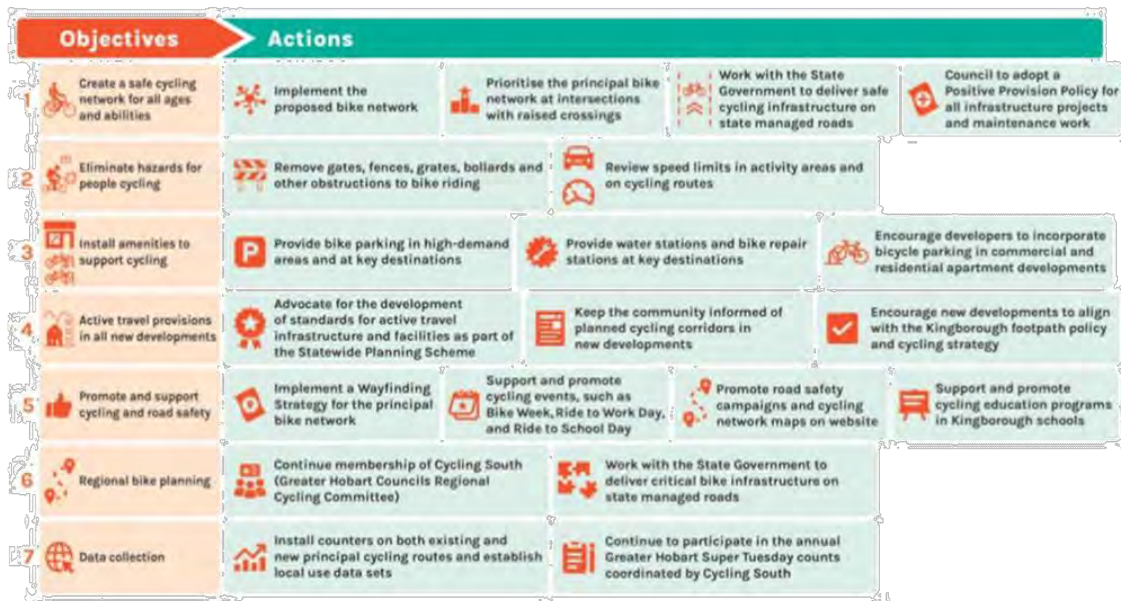 Objectives
Actions
1
Create a safe cycling
network for all ages
and abilities
Implement the
proposed bike network
Prioritise the principal bike
network at intersections
with raised crossings
Work with the State
Government to deliver safe
cycling infrastructure on
state managed roads
Council to adopt a
Positive Provision Policy for
all infrastructure projects
and maintenance work
2
Eliminate hazards for
people cycling
Remove gates, fences, grates, bollards and
other obstructions to bike riding
Review speed limits in activity areas and
on cycling routes
3
Install amenities to
support cycling
P
Provide bike parking in high-demand
areas and at key destinations
Provide water stations and bike repair
stations at key destinations
Encourage developers to incorporate
bicycle parking in commercial and
residential apartment developments
4
Active travel provisions
in all new developments
Advocate for the development
of standards for active travel
infrastructure and facilities as part of
the Statewide Planning Scheme
Keep the community informed of
planned cycling corridors in
new developments
Encourage new developments to align
with the Kingborough footpath policy
and cycling strategy
5
Promote and support
cycling and road safety
Implement a Wayfinding
Strategy for the principal
bike network
Support and promote
cycling events, such as
Bike Week, Ride to Work Day,
and Ride to School Day
Promote road safety
campaigns and cycling
network maps on website
Support and promote
cycling education programs
in Kingborough schools
6
Regional bike planning
Continue membership of Cycling South
(Greater Hobart Councils Regional
Cycling Committee)
Work with the State Government to
deliver critical bike infrastructure on
state managed roads
7
Data collection
Install counters on both existing and
new principal cycling routes and establish
local use data sets
Continue to participate in the annual
Greater Hobart Super Tuesday counts
coordinated by Cycling South